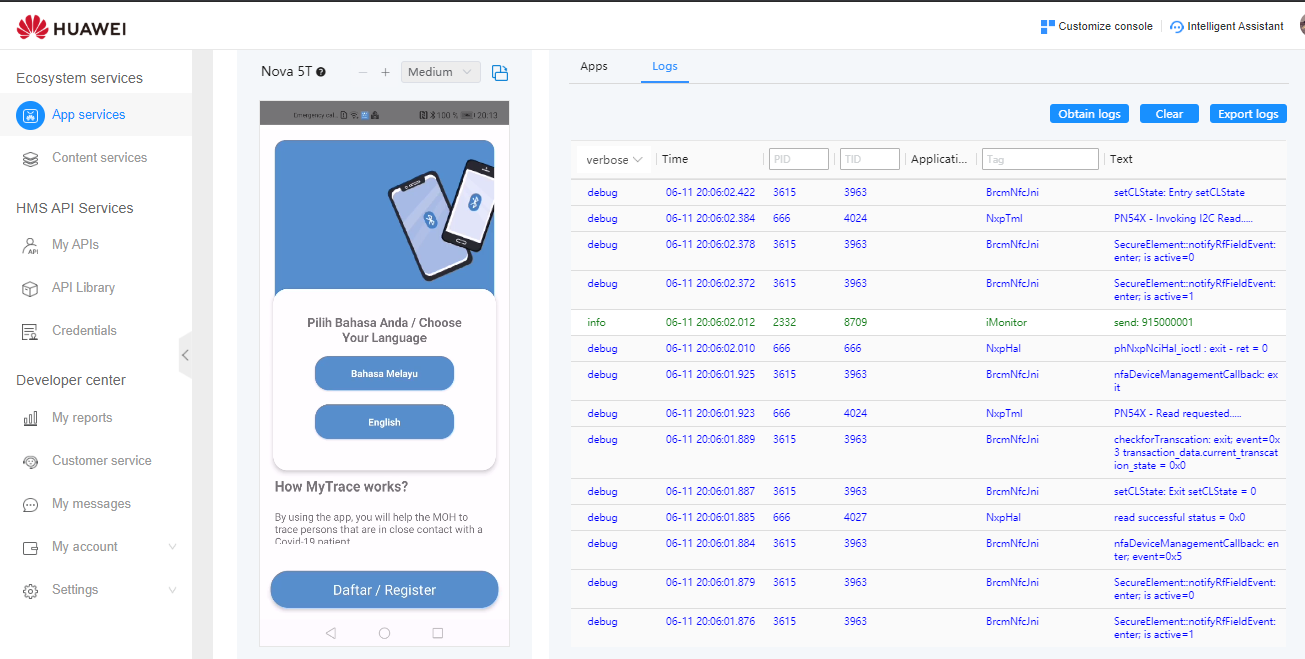 HUAWEI
Customize console
Intelligent Assistant
Ecosystem services
App services
Content services
HMS API Services
My APIs
API Library
Credentials
Developer center
My reports
Customer service
My messages
My account
Settings
Nova 5T
Medium
Emergency cal...
100 %
20:13
Pilih Bahasa Anda / Choose
Your Language
Bahasa Melayu
English
How MyTrace works?
By using the app, you will help the MOH to
trace persons that are in close contact with a
Covid-19 patient
Daftar / Register
Apps
Logs
Obtain logs
Clear
Export logs
verbose Time PID TID Applicati... Tag Text
debug 06-11 20:06:02.422 3615 3963 BrcmNfcJni setCLState: Entry setCLState
debug 06-11 20:06:02.384 666 4024 NxpTml PN54X - Invoking I2C Read.....
debug 06-11 20:06:02.378 3615 3963 BrcmNfcJni SecureElement::notifyRfFieldEvent:
enter; is active=0
debug 06-11 20:06:02.372 3615 3963 BrcmNfcJni SecureElement::notifyRfFieldEvent:
enter; is active=1
info 06-11 20:06:02.012 2332 8709 iMonitor send: 915000001
debug 06-11 20:06:02.010 666 666 NxpHal phNxpNciHal_ioctl : exit - ret = 0
debug 06-11 20:06:01.925 3615 3963 BrcmNfcJni nfaDeviceManagementCallback: ex
it
debug 06-11 20:06:01.923 666 4024 NxpTml PN54X - Read requested.....
debug 06-11 20:06:01.889 3615 3963 BrcmNfcJni checkforTranscation: exit; event=0x
3 transaction_data.current_transcat
ion_state = 0x0
debug 06-11 20:06:01.887 3615 3963 BrcmNfcJni setCLState: Exit setCLState = 0
debug 06-11 20:06:01.885 666 4027 NxpHal read successful status = 0x0
debug 06-11 20:06:01.884 3615 3963 BrcmNfcJni nfaDeviceManagementCallback: en
ter; event=0x5
debug 06-11 20:06:01.879 3615 3963 BrcmNfcJni SecureElement::notifyRfFieldEvent:
enter; is active=0
debug 06-11 20:06:01.876 3615 3963 BrcmNfcJni SecureElement::notifyRfFieldEvent:
enter; is active=1